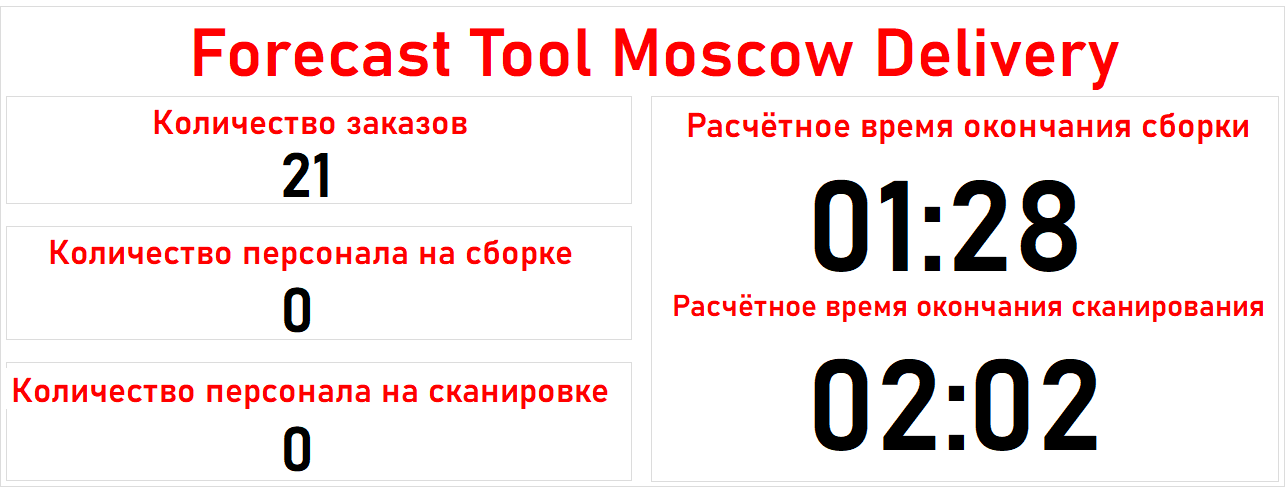 Forecast Tool Moscow Delivery
Количество заказов
21
Количество персонала на сборке
0
Количество персонала на сканировке
0
Расчётное время окончания сборки
01:28
Расчётное время окончания сканирования
02:02